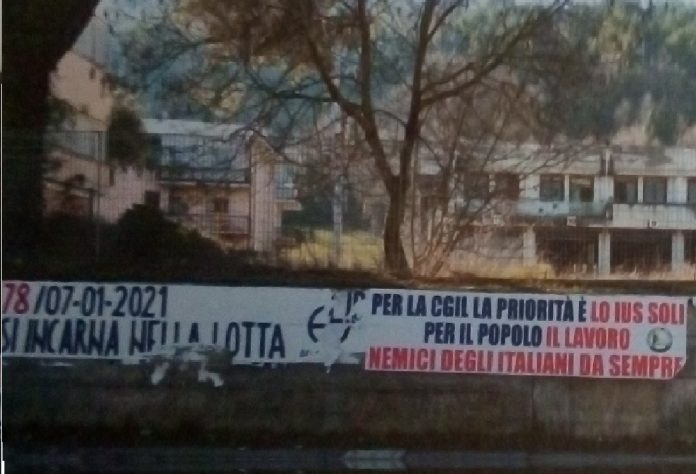 78/07-01-2021
SI INCARNA NELLA LOTTA
PER LA CGIL LA PRIORITÀ È LO IUS SOLI
PER IL POPOLO IL LAVORO
NEMICI DEGLI ITALIANI DA SEMPRE